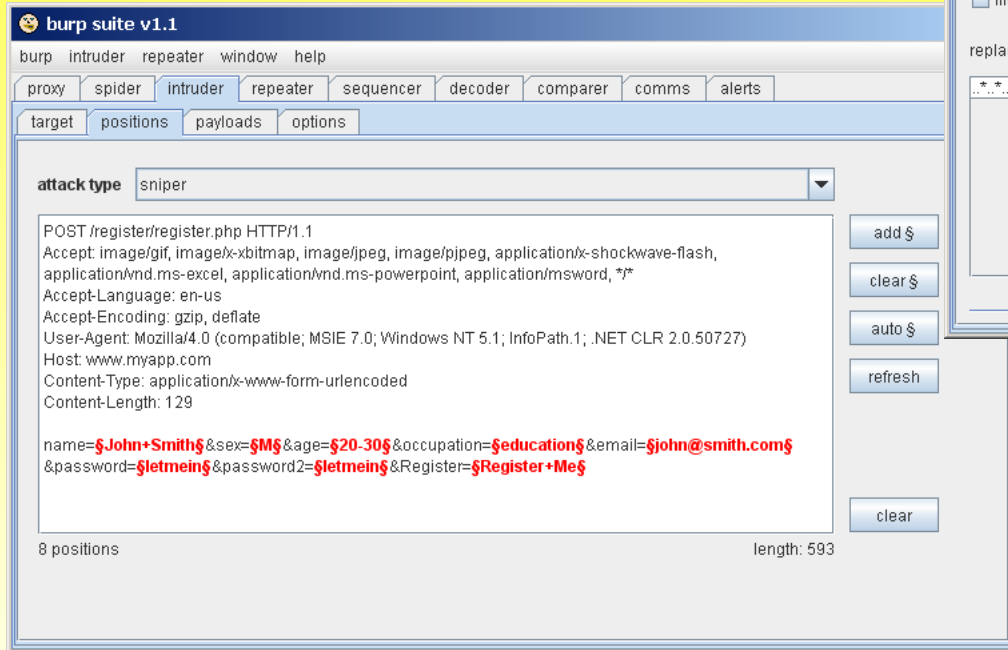 burp suite v1.1
burp intruder repeater window help
proxy spider intruder repeater sequencer decoder comparer comms alerts
target positions payloads options
attack type sniper
POST /register/register.php HTTP/1.1
Accept: image/gif, image/x-xbitmap, image/jpeg, image/pjpeg, application/x-shockwave-flash,
application/vnd.ms-excel, application/vnd.ms-powerpoint, application/msword, */*
Accept-Language: en-us
Accept-Encoding: gzip, deflate
User-Agent: Mozilla/4.0 (compatible; MSIE 7.0; Windows NT 5.1; InfoPath.1; .NET CLR 2.0.50727)
Host: www.myapp.com
Content-Type: application/x-www-form-urlencoded
Content-Length: 129
name=§John+Smith§&sex=§M§&age=§20-30§&occupation=§education§&email=§john@smith.com§
&password=§letmein§&password2=§letmein§&Register=§Register+Me§
add §
clear §
auto §
refresh
clear
8 positions
length: 593
repla